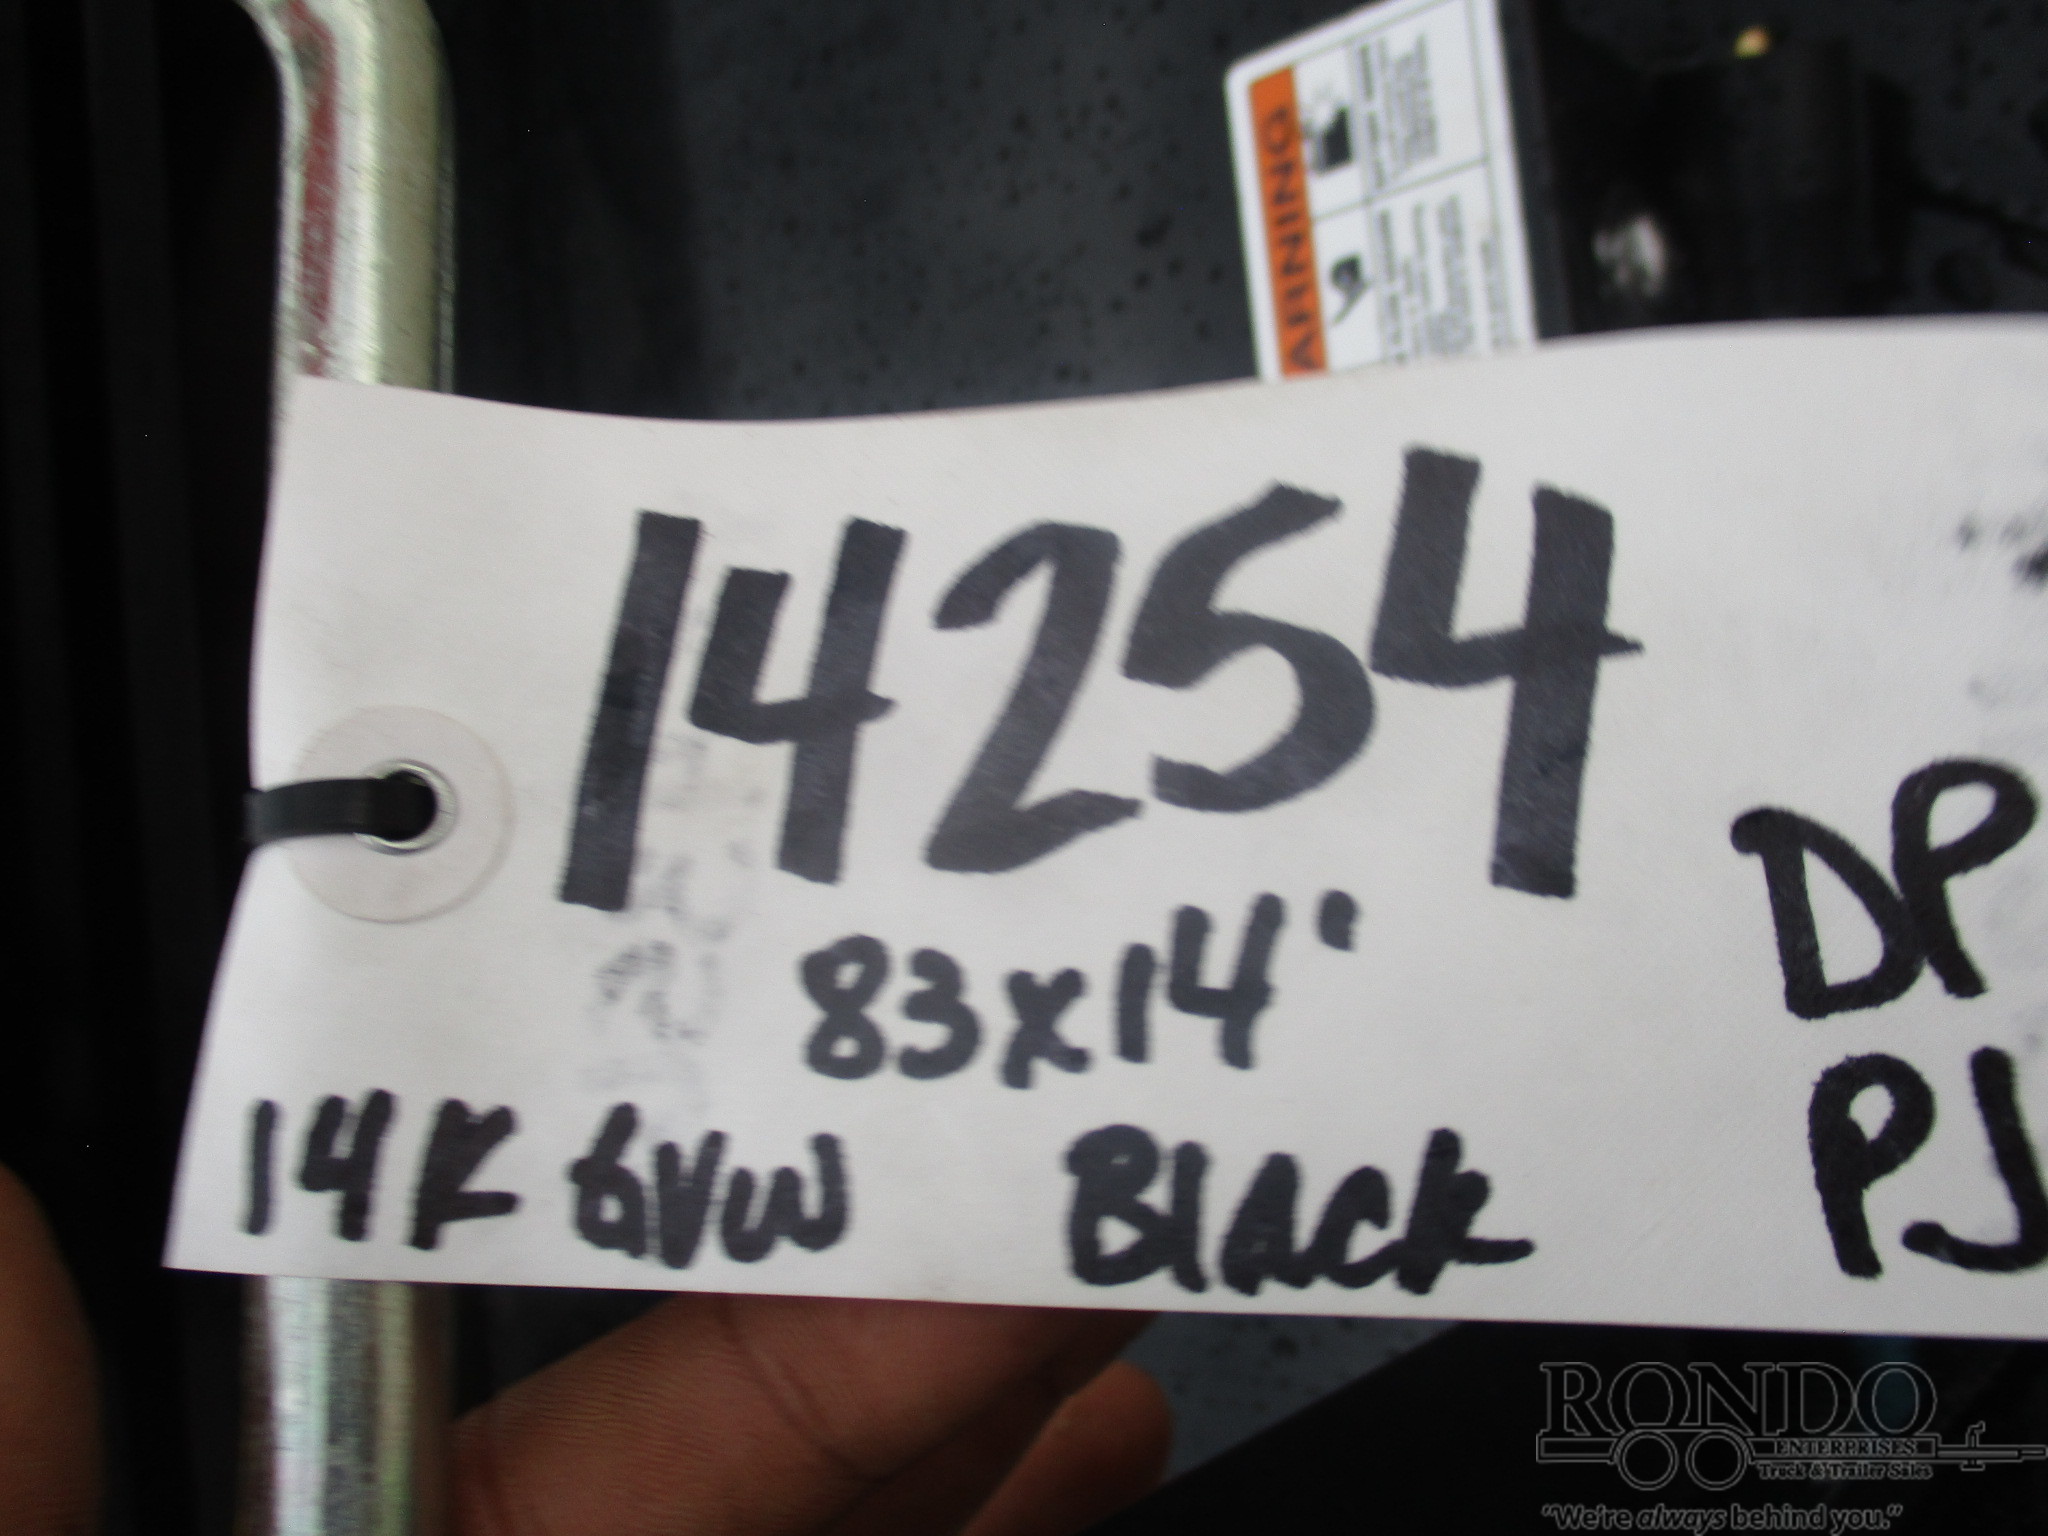 WARNING
14254
83x14'
DP
14K GVW Black
PJ
RONDO
ENTERPRISES
Truck & Trailer Sales
"We're always behind you."